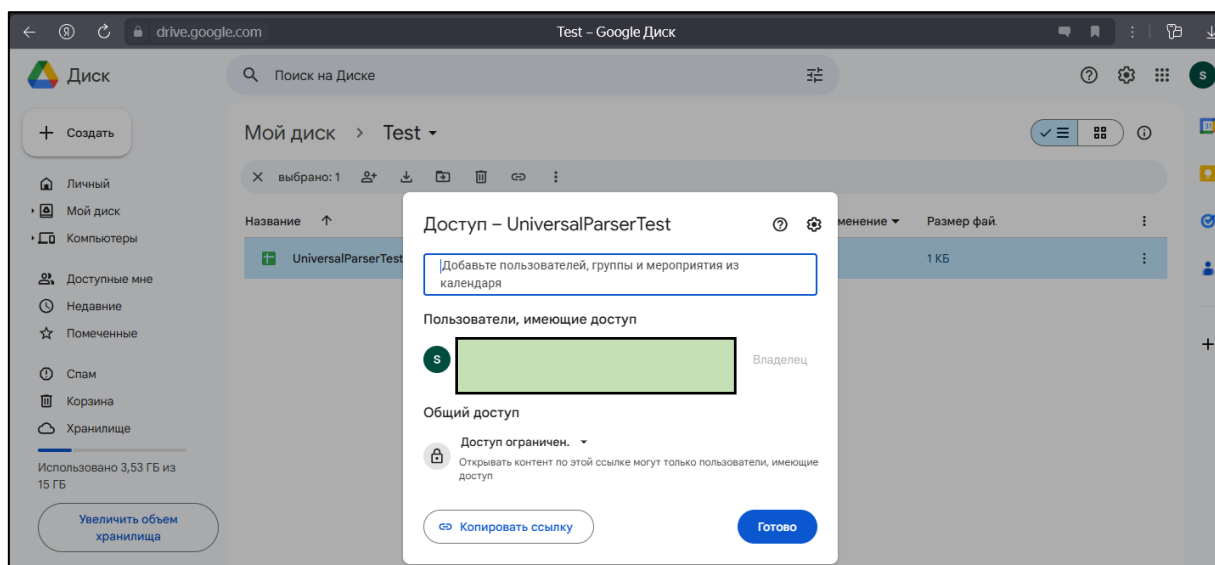 drive.google.com
Test – Google Диск
Диск
Поиск на Диске
S
Создать
Мой диск > Test
31
выбрано: 1
Личный
Мой диск
Компьютеры
Доступные мне
Недавние
Помеченные
Спам
Корзина
Хранилище
Использовано 3,53 ГБ из
15 ГБ
Увеличить объем
хранилища
Название
менение
Размер фай.
UniversalParserTest
1 КБ
Доступ – UniversalParserTest
Добавьте пользователей, группы и мероприятия из
календаря
Пользователи, имеющие доступ
S
Владелец
Общий доступ
Доступ ограничен.
Открывать контент по этой ссылке могут только пользователи, имеющие
доступ
Копировать ссылку
Готово